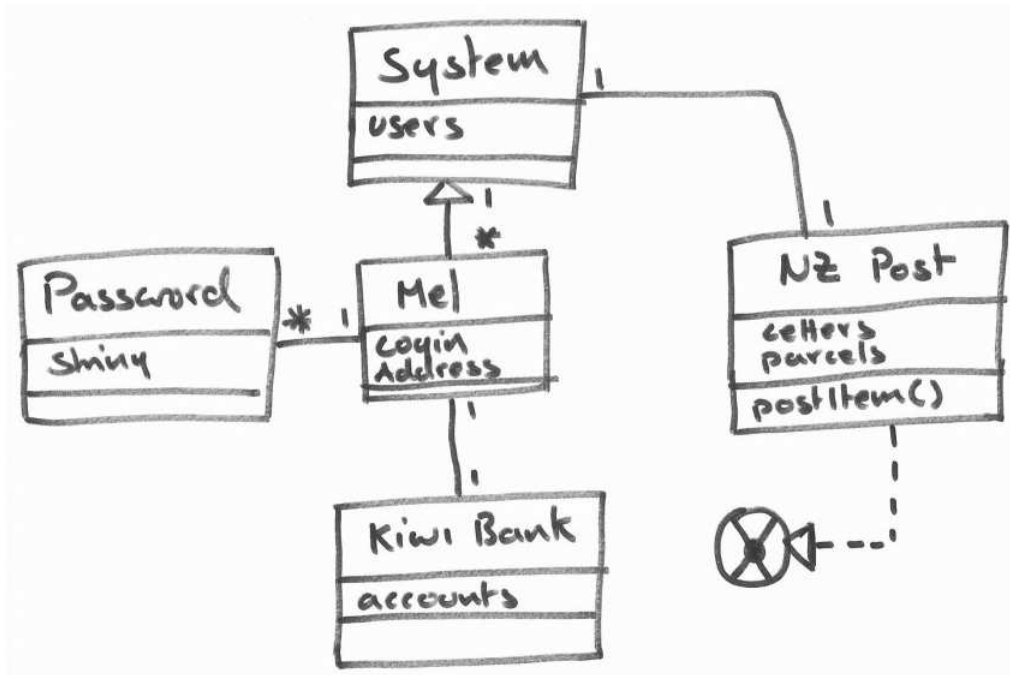 System
users
1
1
*
1
Password
shiny
*
1
Mel
Login
Address
NZ Post
letters
parcels
postItem()
1
1
Kiwi Bank
accounts